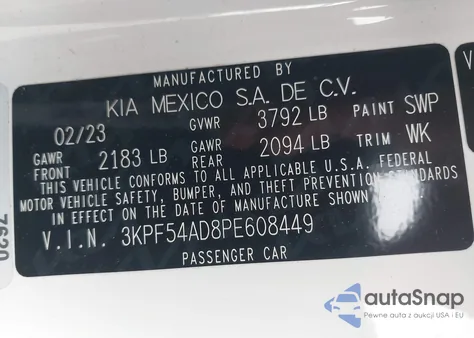 MANUFACTURED BY
KIA MEXICO S.A. DE C.V.
02/23 GVWR 3792 LB PAINT SWP
GAWR FRONT 2183 LB GAWR REAR 2094 LB TRIM WK
THIS VEHICLE CONFORMS TO ALL APPLICABLE U.S.A. FEDERAL
MOTOR VEHICLE SAFETY, BUMPER, AND THEFT PREVENTION STANDARDS
IN EFFECT ON THE DATE OF MANUFACTURE SHOWN
V.I.N. 3KPF54AD8PE608449
PASSENGER CAR
autoSnap
Pewne auta z aukcji USA i EU